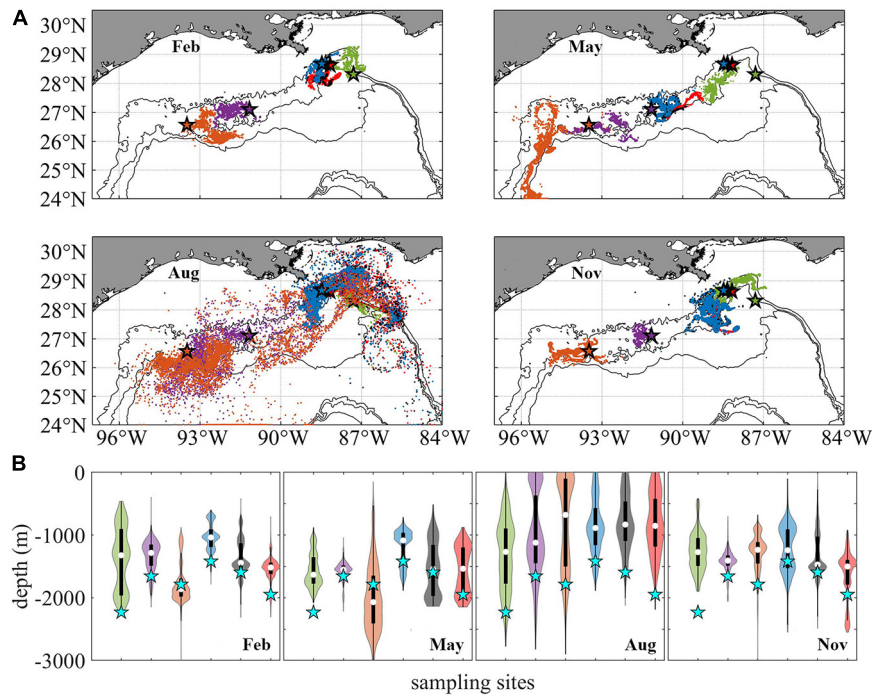 A
30°N
29°N
28°N
27°N
26°N
25°N
24°N
Feb
May
30°N
29°N
28°N
27°N
26°N
25°N
24°N
Aug
Nov
96°W 93°W 90°W 87°W 84°W
96°W 93°W 90°W 87°W 84°W
B
0
-1000
-2000
-3000
depth (m)
Feb
May
Aug
Nov
sampling sites